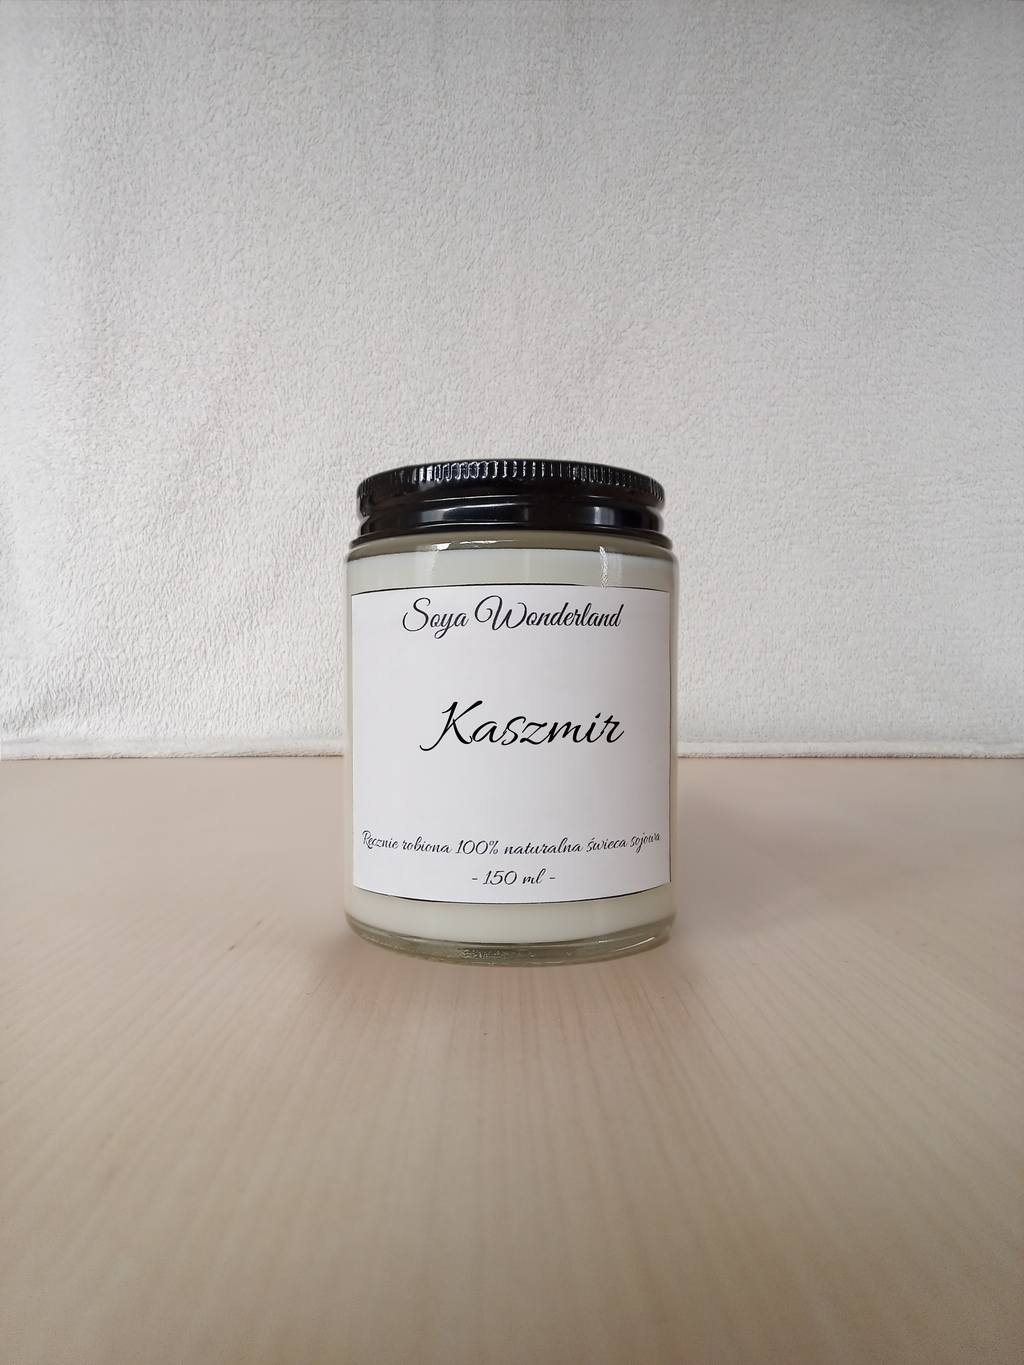 Soya Wonderland
Kaszmir
Ręcznie robiona 100% naturalna świeca sojowa
- 150 ml -